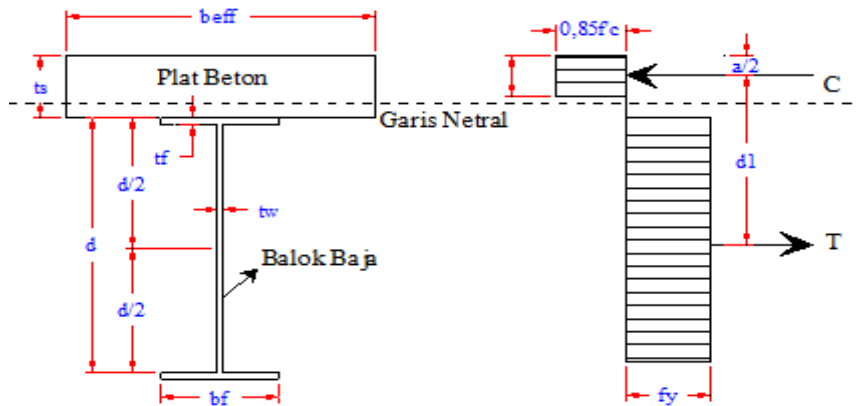 beff
0,85f'c
ts
Plat Beton
a/2
C
Garis Netral
tf
d/2
d1
tw
d
T
Balok Baja
d/2
bf
fy